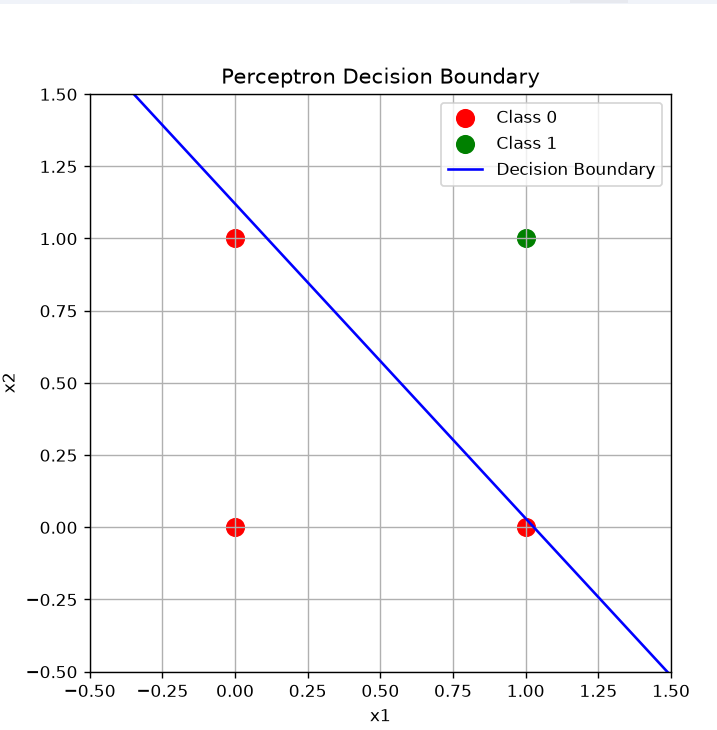 Perceptron Decision Boundary
Class 0
Class 1
Decision Boundary
1.50
1.25
1.00
0.75
0.50
0.25
0.00
−0.25
−0.50
x2
−0.50 −0.25 0.00 0.25 0.50 0.75 1.00 1.25 1.50
x1